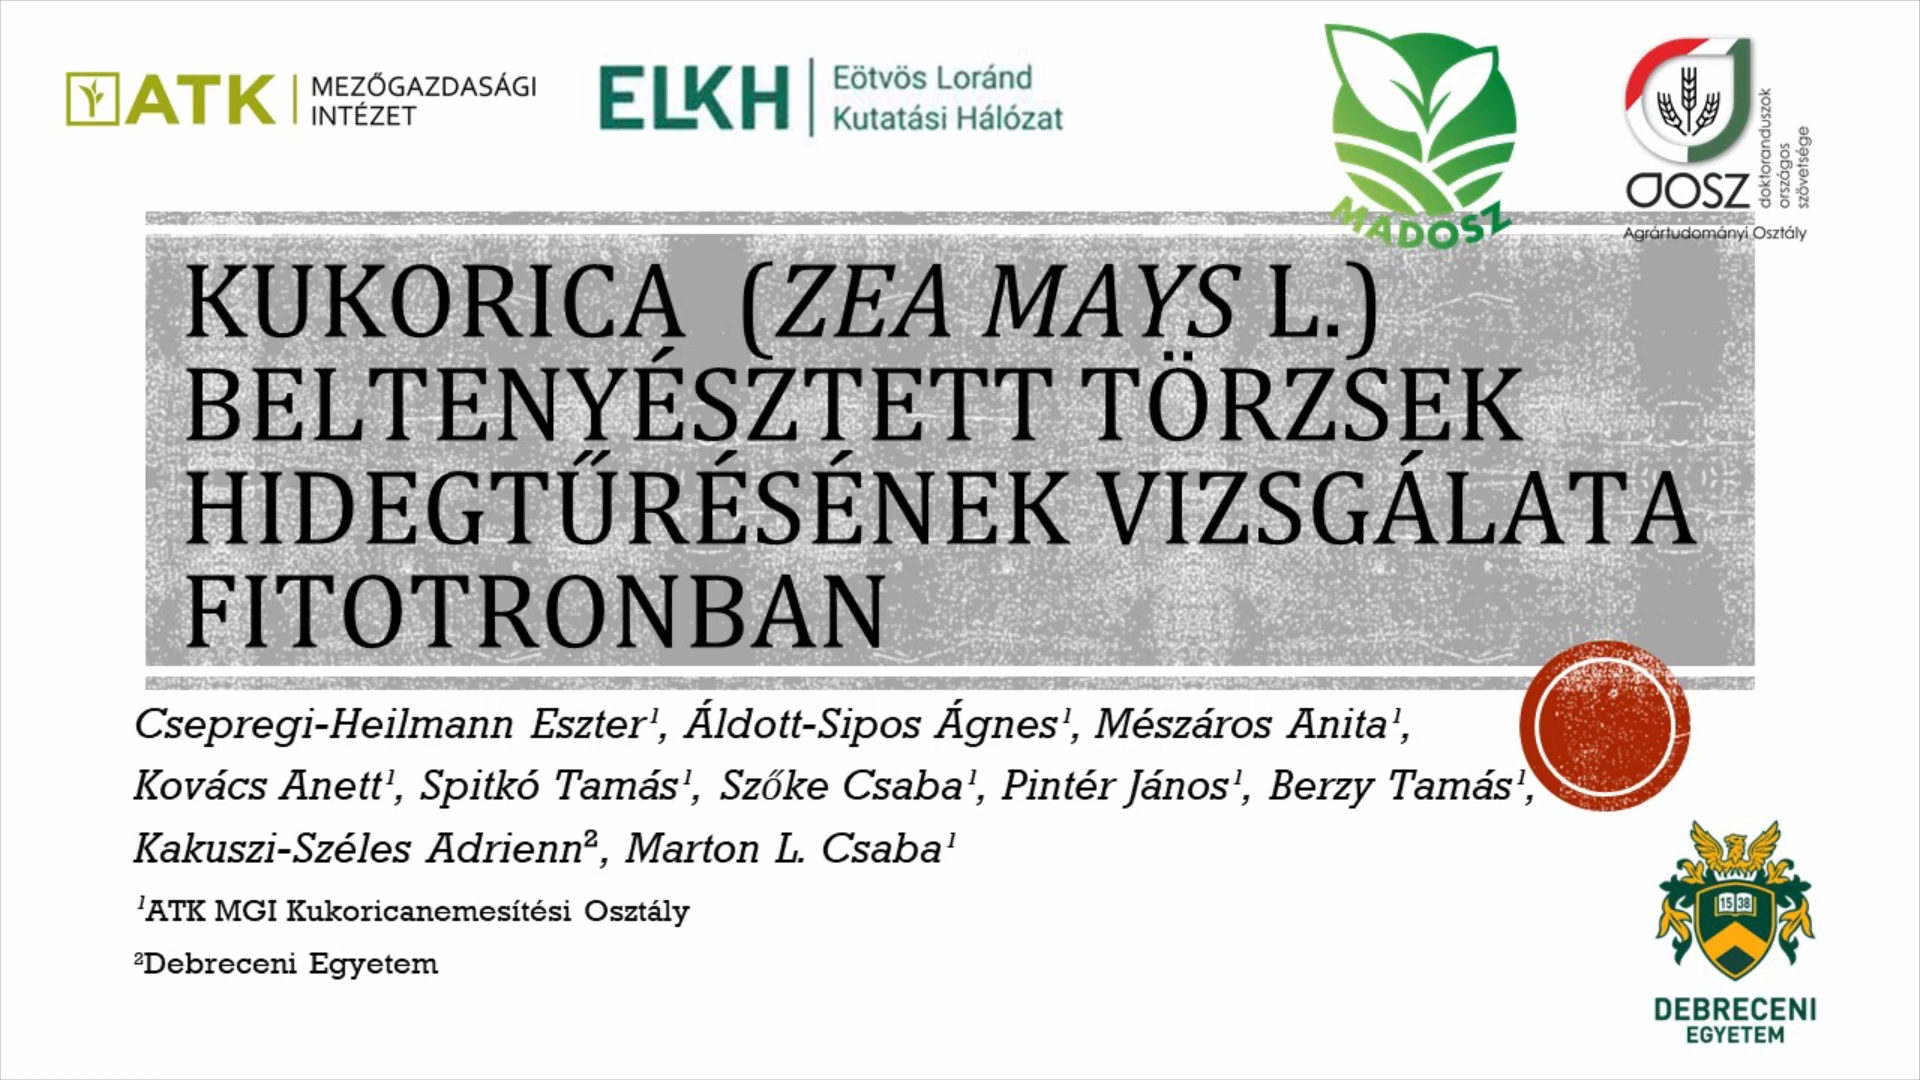 ATK MEZŐGAZDASÁGI
INTÉZET
ELKH Eötvös Loránd
Kutatási Hálózat
MADOSZ
DOSZ
doktoranduszok
országos
szövetsége
Agrártudományi Osztály
KUKORICA (ZEA MAYS L.)
BELTENYÉSZTETT TÖRZSEK
HIDEGTŰRÉSÉNEK VIZSGÁLATA
FITOTRONBAN
Csepregi-Heilmann Eszter¹, Áldott-Sipos Ágnes¹, Mészáros Anita¹,
Kovács Anett¹, Spitkó Tamás¹, Szőke Csaba¹, Pintér János¹, Berzy Tamás¹,
Kakuszi-Széles Adrienn², Marton L. Csaba¹
¹ATK MGI Kukoricanemesítési Osztály
²Debreceni Egyetem
15 38
DEBRECENI
EGYETEM